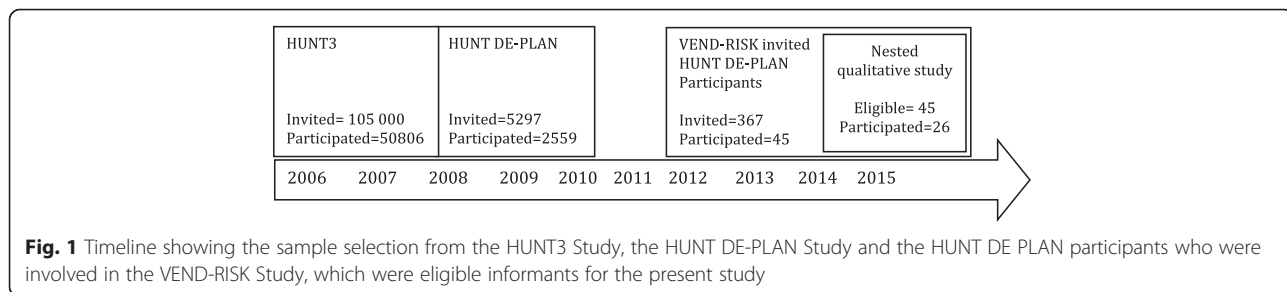 HUNT3
Invited= 105 000
Participated=50806
HUNT DE-PLAN
Invited=5297
Participated=2559
VEND-RISK invited
HUNT DE-PLAN
Participants
Invited=367
Participated=45
Nested
qualitative study
Eligible= 45
Participated=26
2006 2007 2008 2009 2010 2011 2012 2013 2014 2015
Fig. 1 Timeline showing the sample selection from the HUNT3 Study, the HUNT DE-PLAN Study and the HUNT DE PLAN participants who were
involved in the VEND-RISK Study, which were eligible informants for the present study